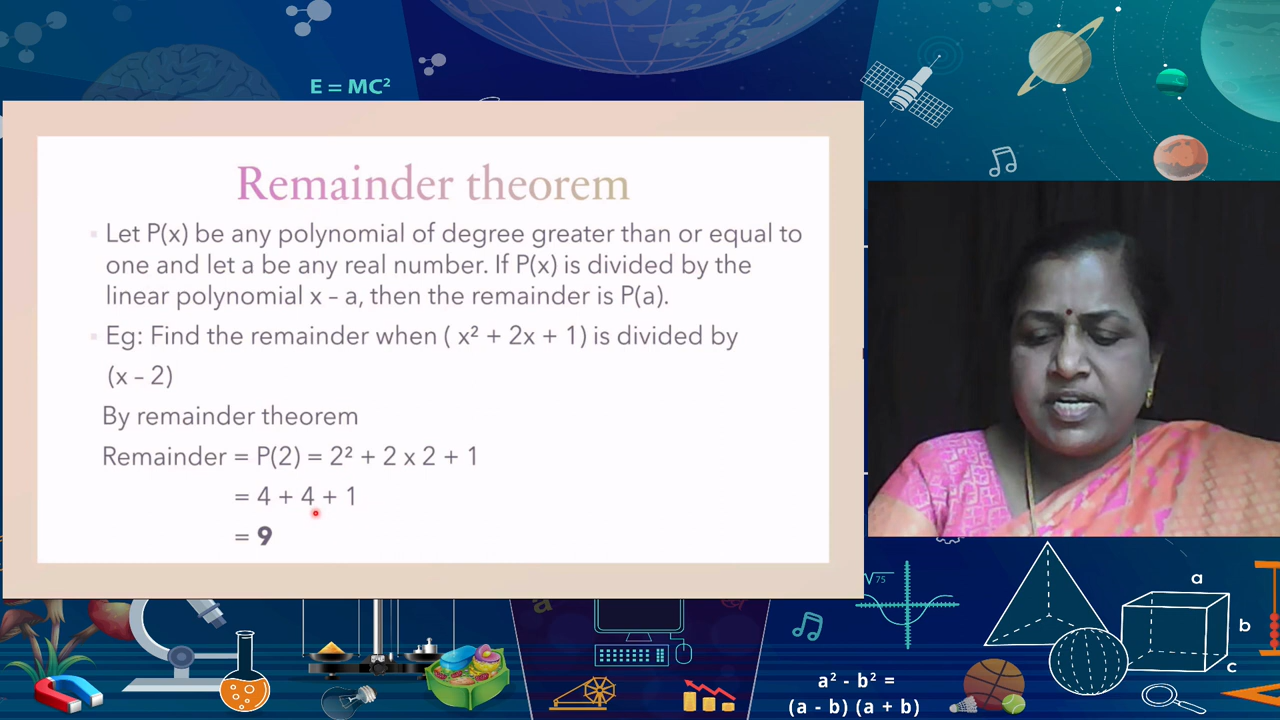 E = MC²
Remainder theorem
Let P(x) be any polynomial of degree greater than or equal to
one and let a be any real number. If P(x) is divided by the
linear polynomial x – a, then the remainder is P(a).
Eg: Find the remainder when ( x² + 2x + 1) is divided by
(x – 2)
By remainder theorem
Remainder = P(2) = 2² + 2 x 2 + 1
= 4 + 4 + 1
= 9
√75
a
b
c
a
a² - b² =
(a - b) (a + b)